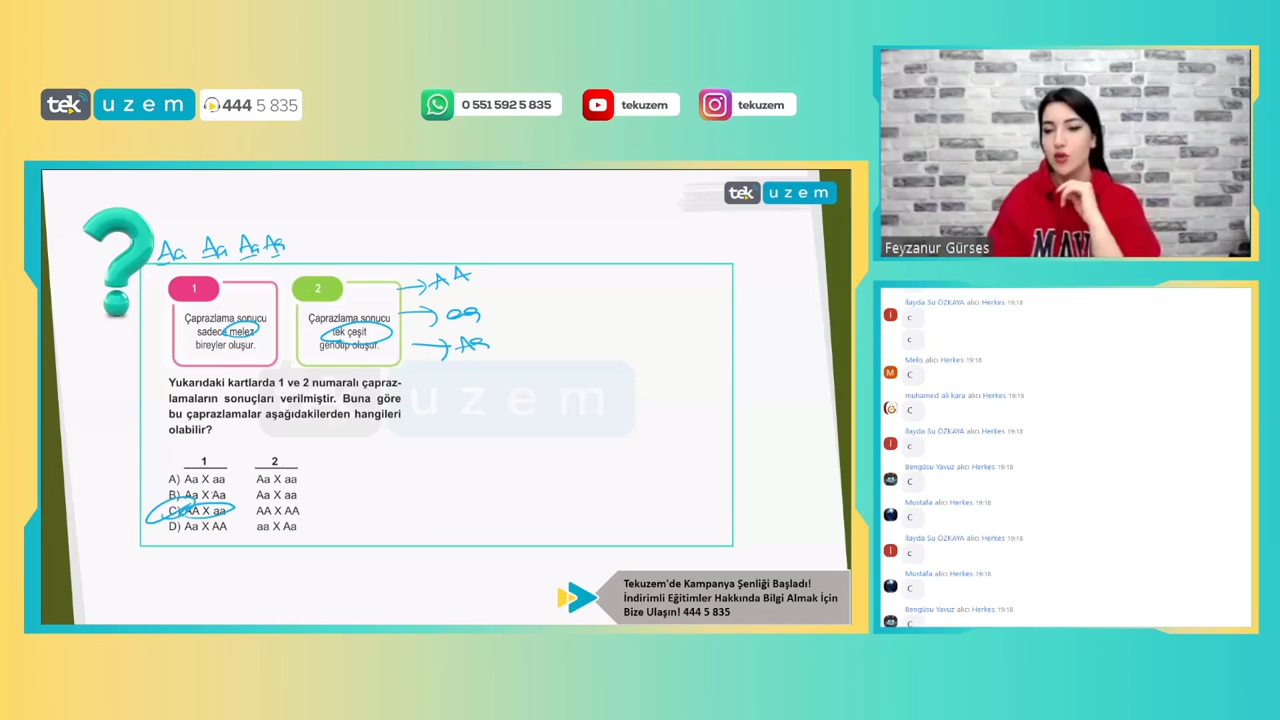 tek uzem 444 5 835
0 551 592 5 835
tekuzem
tekuzem
tek uzem
Aa Aa Aa Aa
1
Çaprazlama sonucu
sadece melez
bireyler oluşur.
2
Çaprazlama sonucu
tek çeşit
genotip oluşur.
→ AA
→ aa
→ Aa
Yukarıdaki kartlarda 1 ve 2 numaralı çapraz-
lamaların sonuçları verilmiştir. Buna göre
bu çaprazlamalar aşağıdakilerden hangileri
olabilir?
uzem
1 2
A) Aa X aa Aa X aa
B) Aa X Aa Aa X aa
C) AA X aa AA X AA
D) Aa X AA aa X Aa
Tekuzem'de Kampanya Şenliği Başladı!
İndirimli Eğitimler Hakkında Bilgi Almak İçin
Bize Ulaşın! 444 5 835
MAVI
Feyzanur Gürses
İlayda Su ÖZKAYA alıcı Herkes 19:18
I
c
c
Melis alıcı Herkes 19:18
M
C
muhamed ali kara alıcı Herkes 19:18
C
İlayda Su ÖZKAYA alıcı Herkes 19:18
I
c
Bengüsu Yavuz alıcı Herkes 19:18
C
Mustafa alıcı Herkes 19:18
C
İlayda Su ÖZKAYA alıcı Herkes 19:18
I
c
Mustafa alıcı Herkes 19:18
C
Bengüsu Yavuz alıcı Herkes 19:18
C